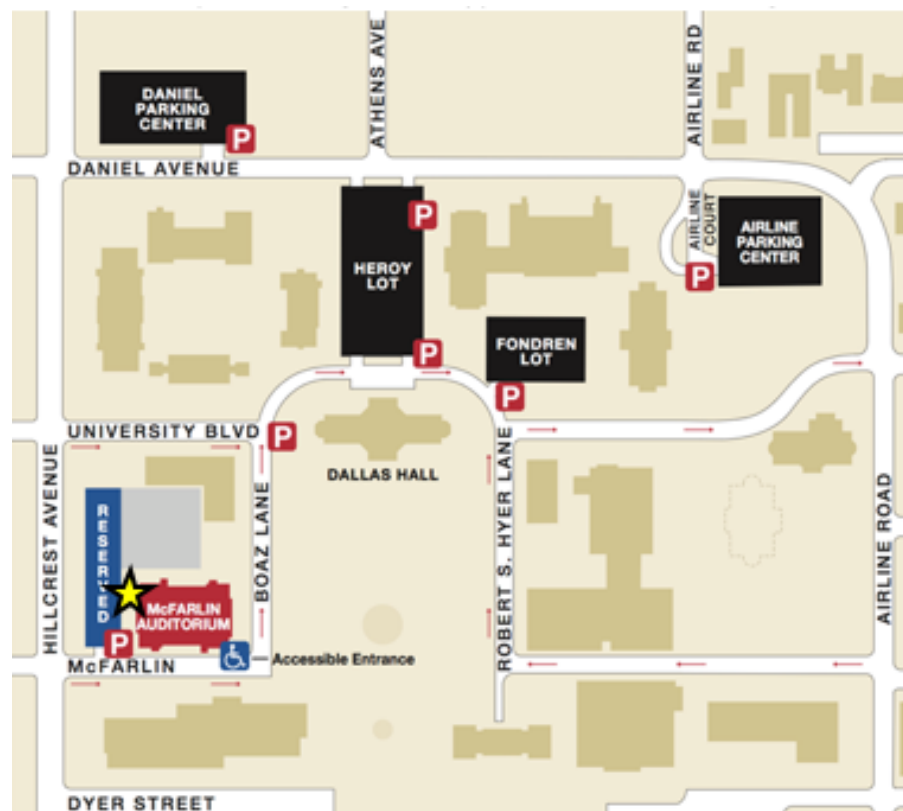 ATHENS AVE
AIRLINE RD
DANIEL
PARKING
CENTER
P
DANIEL AVENUE
P
HEROY
LOT
AIRLINE
COURT
AIRLINE
PARKING
CENTER
P
FONDREN
LOT
P
P
UNIVERSITY BLVD
P
DALLAS HALL
HILLCREST AVENUE
RESERVED
BOAZ LANE
ROBERT S. HYER LANE
AIRLINE ROAD
McFARLIN
AUDITORIUM
P
McFARLIN
Accessible Entrance
DYER STREET